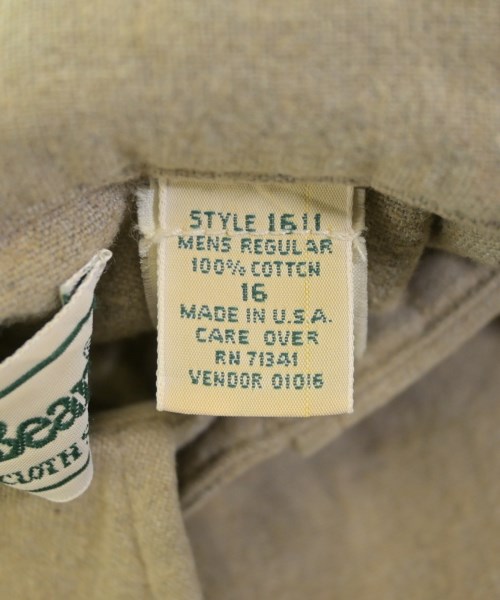 STYLE 1611
MENS REGULAR
100% COTTON
16
MADE IN U.S.A.
CARE OVER
RN 71341
VENDOR 01016
Bea
CLOTH